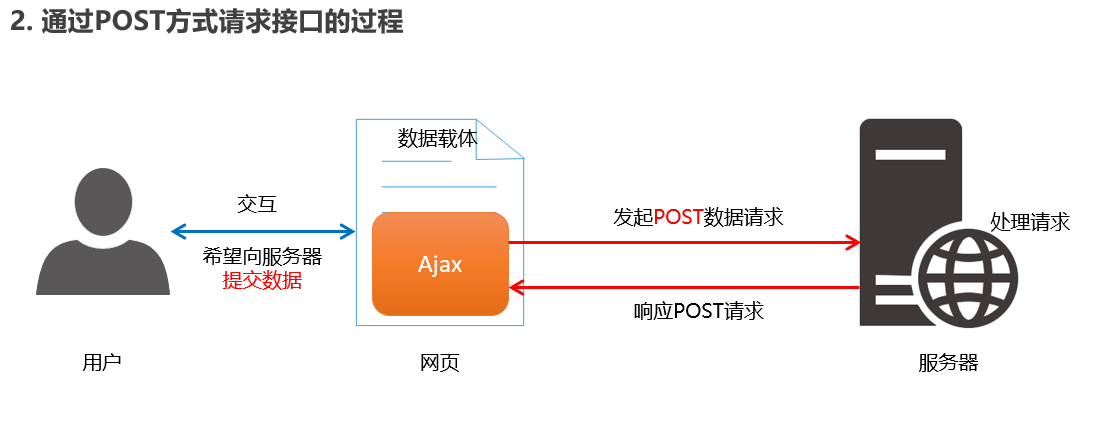 2. 通过POST方式请求接口的过程
数据载体
交互
希望向服务器
提交数据
Ajax
发起POST数据请求
响应POST请求
处理请求
用户
网页
服务器